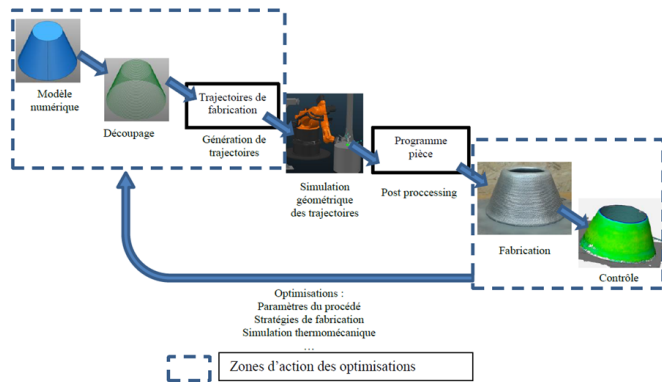 Modèle
numérique
Découpage
Trajectoires de
fabrication
Génération de
trajectoires
Simulation
géométrique
des trajectoires
Programme
pièce
Post proccessing
Fabrication
Contrôle
Optimisations :
Paramètres du procédé
Stratégies de fabrication
Simulation thermomécanique
...
Zones d'action des optimisations